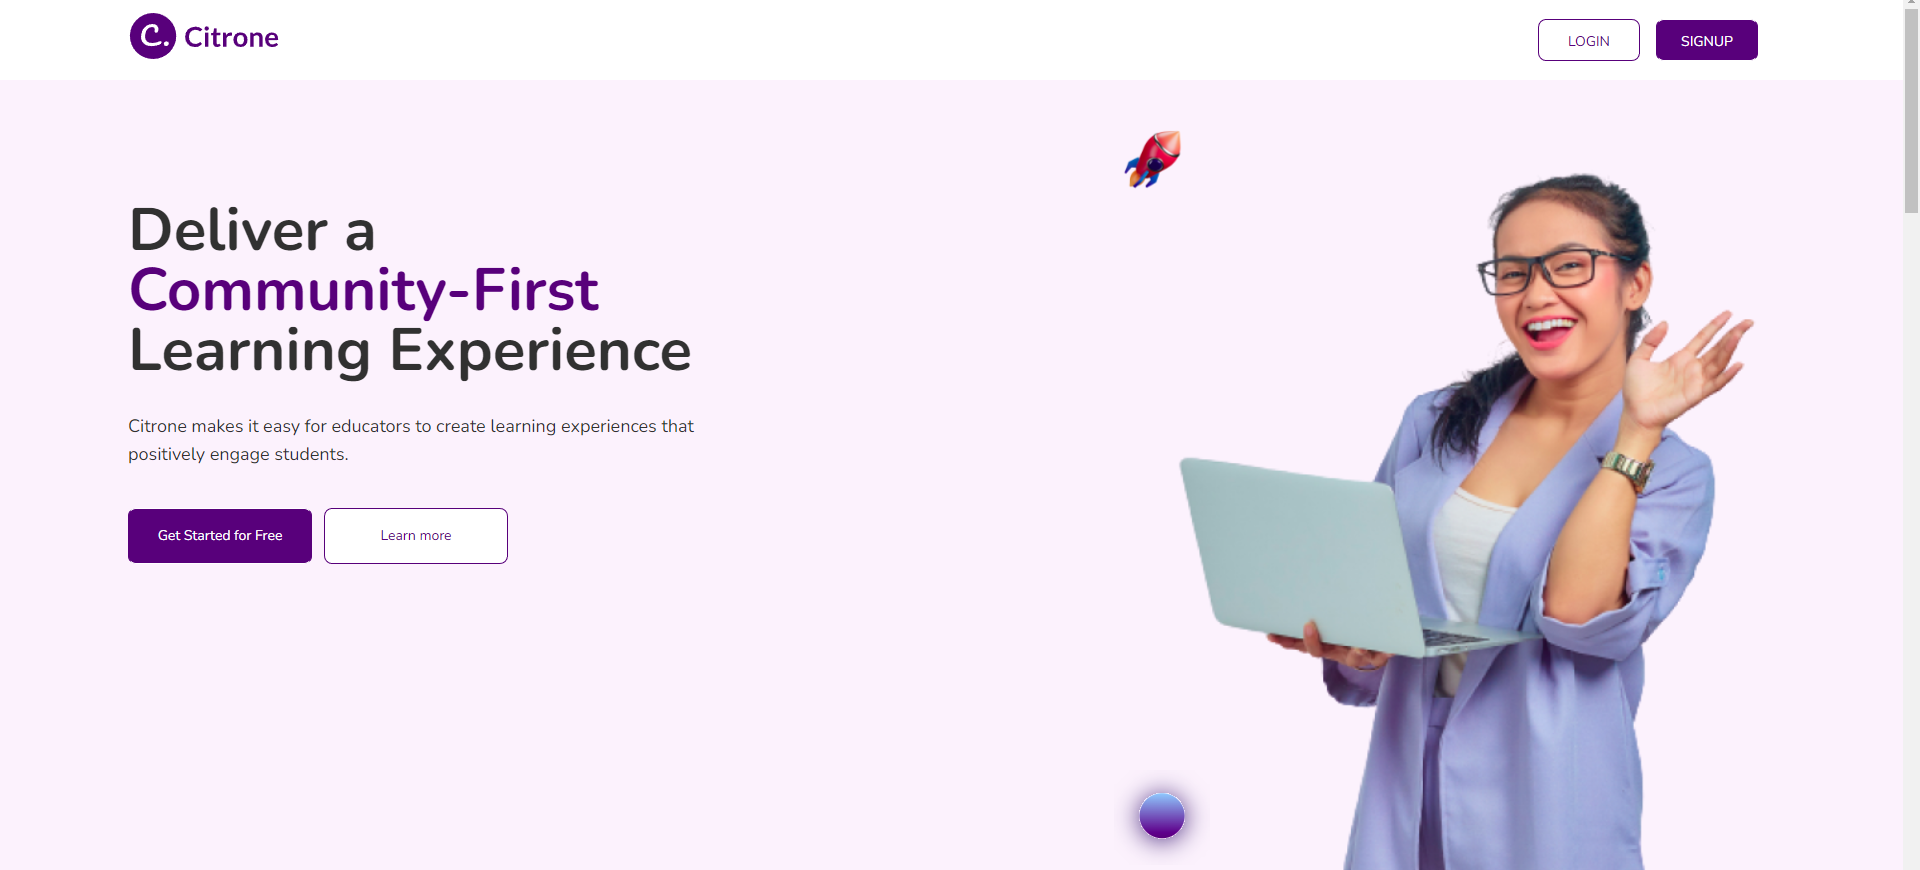 C. Citrone
LOGIN
SIGNUP
Deliver a
Community-First
Learning Experience
Citrone makes it easy for educators to create learning experiences that
positively engage students.
Get Started for Free
Learn more